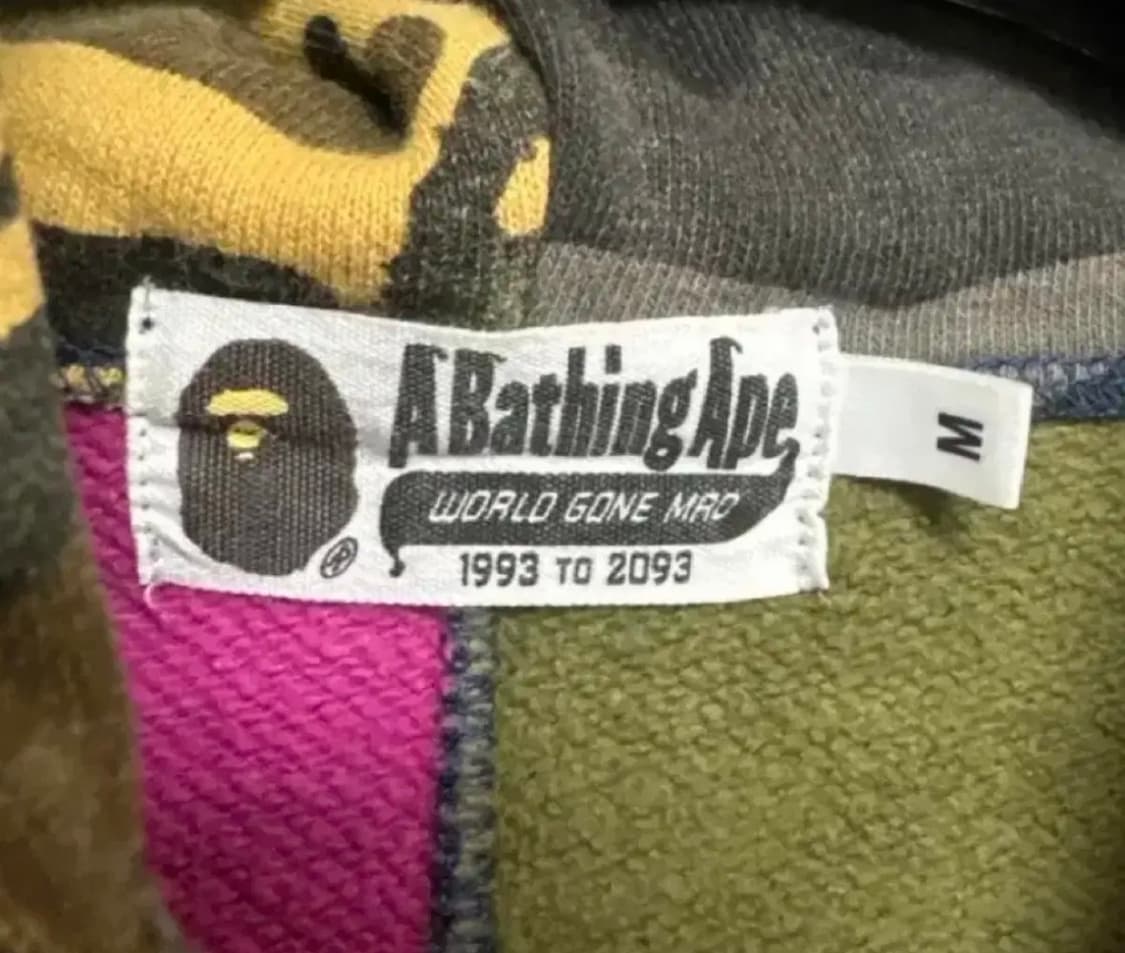 A Bathing Ape
WORLD GONE MAD
1993 TO 2093
®
M